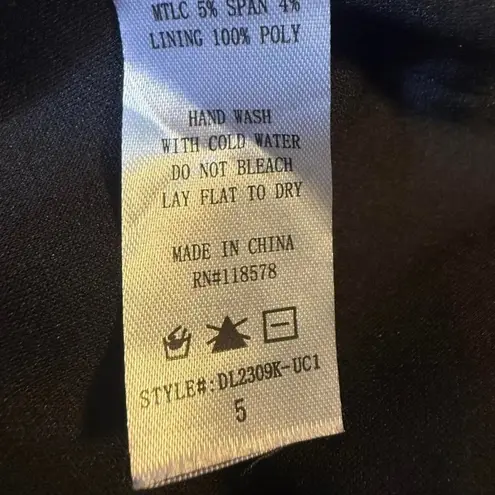 MTLC 5% SPAN 4%
LINING 100% POLY
HAND WASH
WITH COLD WATER
DO NOT BLEACH
LAY FLAT TO DRY
MADE IN CHINA
RN#118578
STYLE#:DL2309K-UC1
5